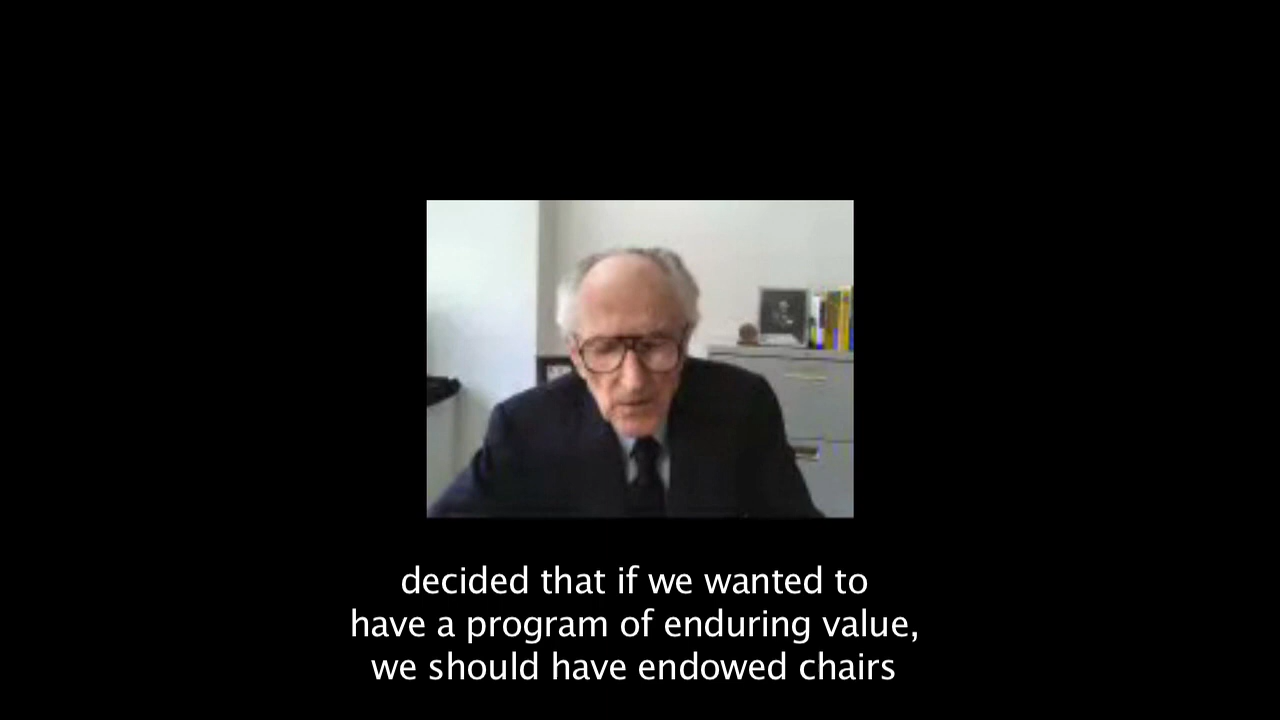 decided that if we wanted to
have a program of enduring value,
we should have endowed chairs